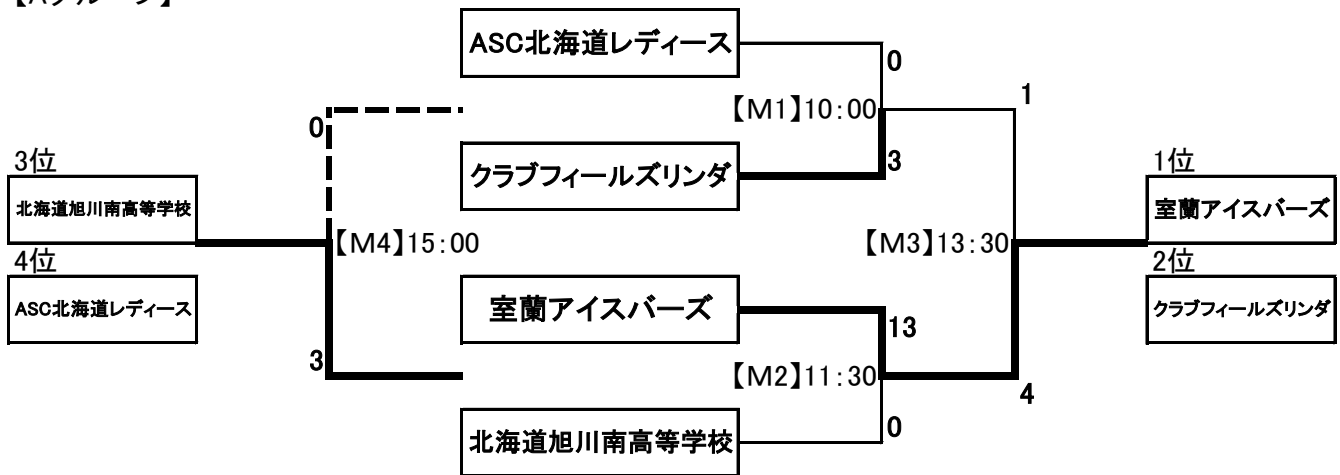 【Aグループ】
ASC北海道レディース
0
【M1】10:00
1
0
3
クラブフィールズリンダ
3位
北海道旭川南高等学校
1位
室蘭アイスバーズ
【M4】15:00
【M3】13:30
4位
ASC北海道レディース
2位
クラブフィールズリンダ
室蘭アイスバーズ
13
3
【M2】11:30
4
0
北海道旭川南高等学校